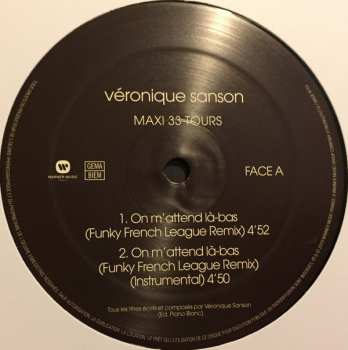 véronique sanson
MAXI 33 TOURS
WARNER MUSIC
GEMA
BIEM
FACE A
1. On m'attend là-bas
(Funky French League Remix) 4'52
2. On m'attend là-bas
(Funky French League Remix)
(Instrumental) 4'50
Tous les titres écrits et composés par Véronique Sanson
(Ed. Piano Blanc)